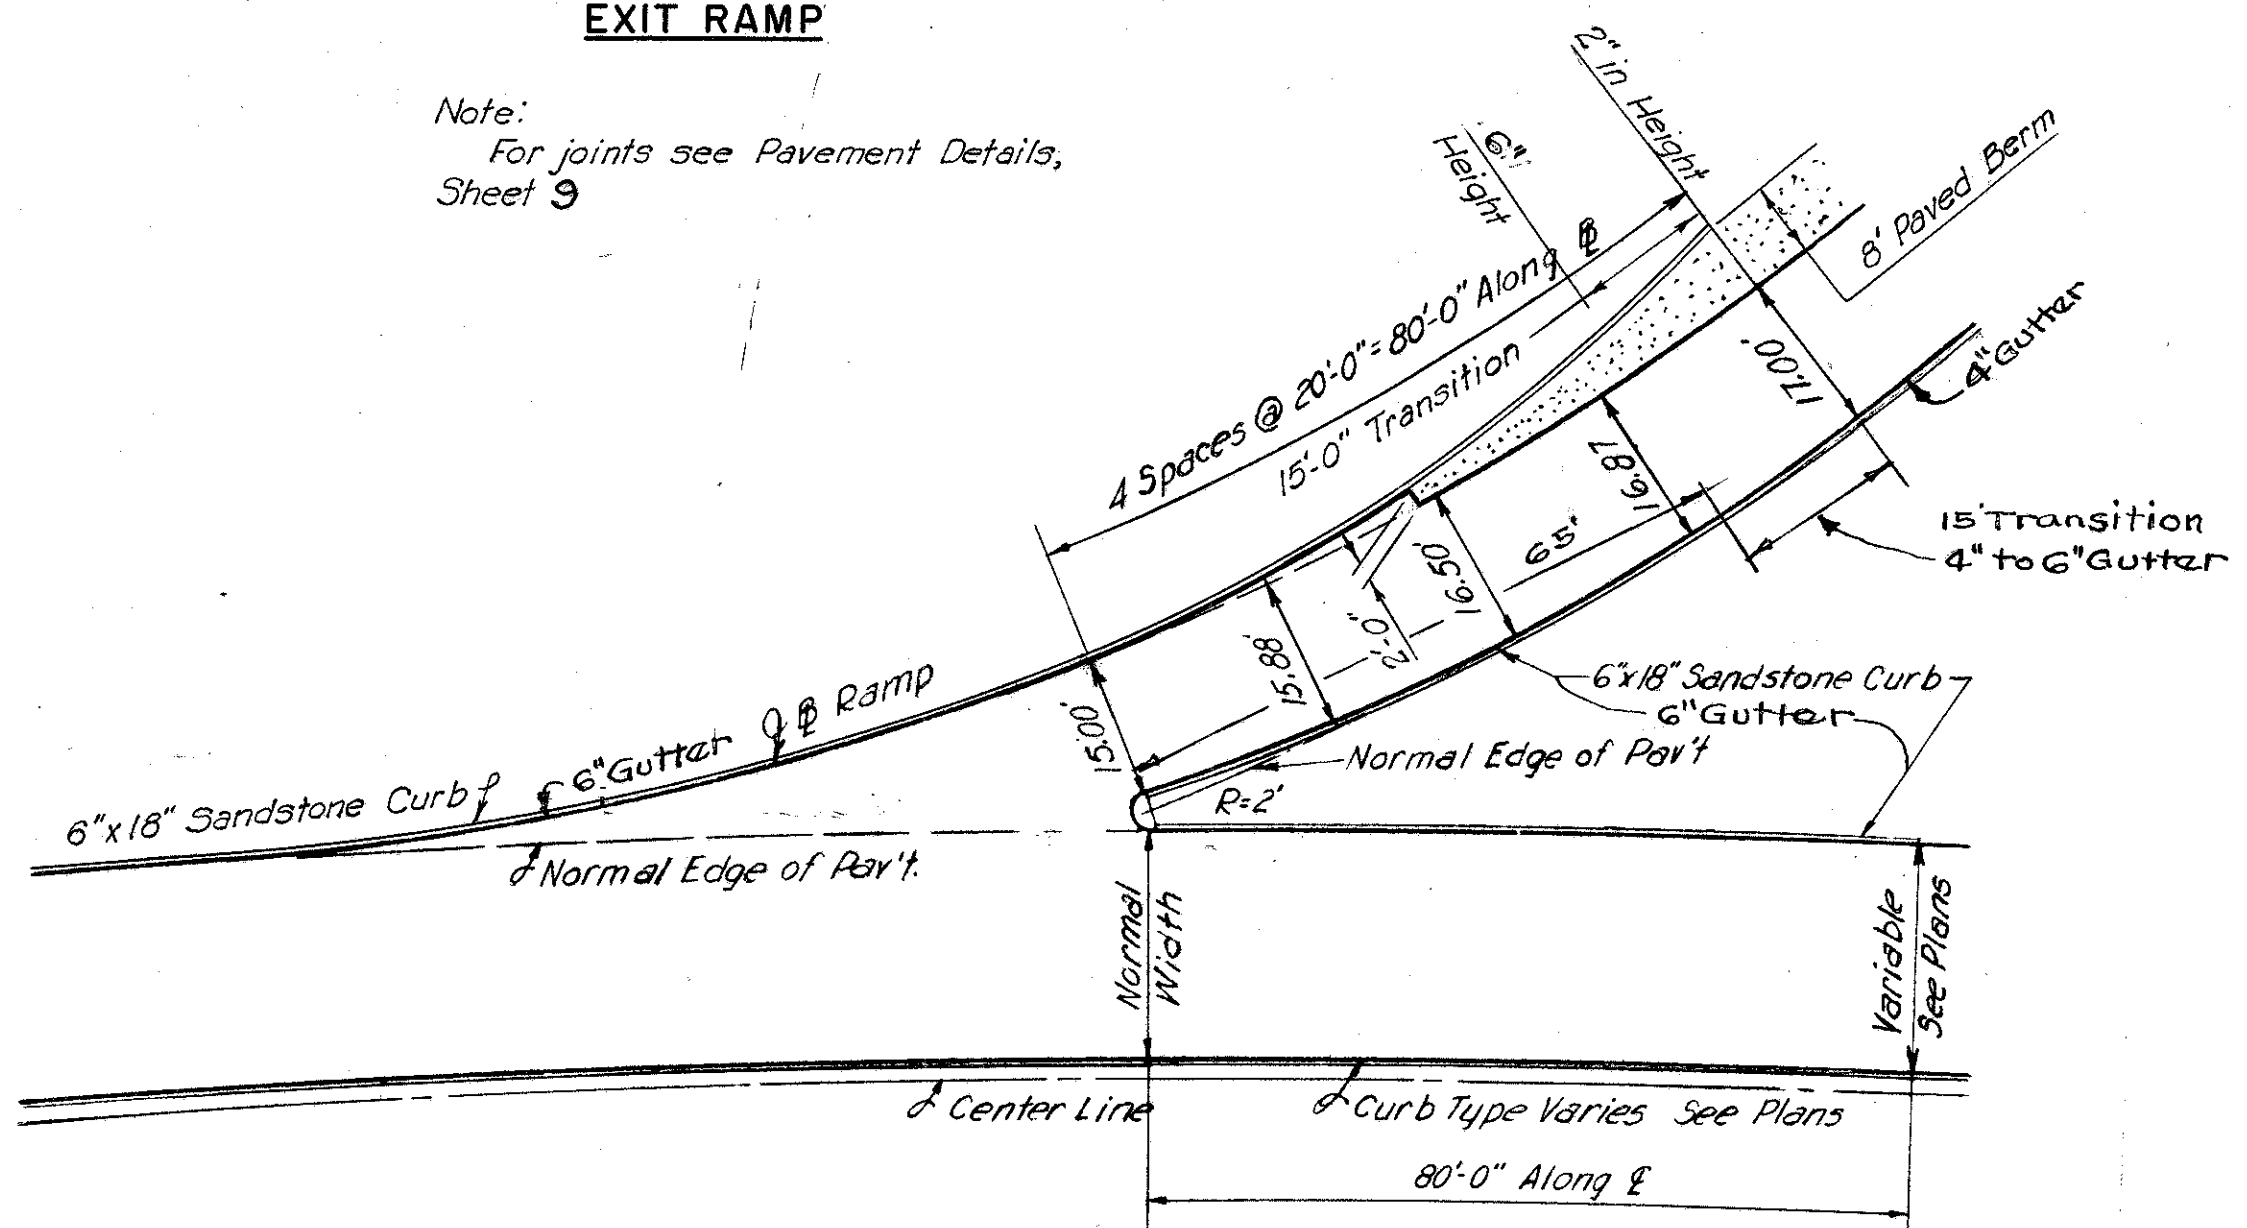 EXIT RAMP
Note:
For joints see Pavement Details,
Sheet 9
2" in Height
6"
Height
8' Paved Berm
4 Spaces @ 20'-0" = 80'-0" Along ⅊
15'-0" Transition
17.00'
4" Gutter
16.87
65'
16.50'
2'-0"
15.88'
15.00'
15' Transition
4" to 6" Gutter
6"x18" Sandstone Curb
6" Gutter
Normal Edge of Pav't
R=2'
6"x18" Sandstone Curb
6" Gutter
⅊ Ramp
Normal Edge of Pav't.
Normal
Width
Variable
See Plans
Center Line
Curb Type Varies See Plans
80'-0" Along ℄